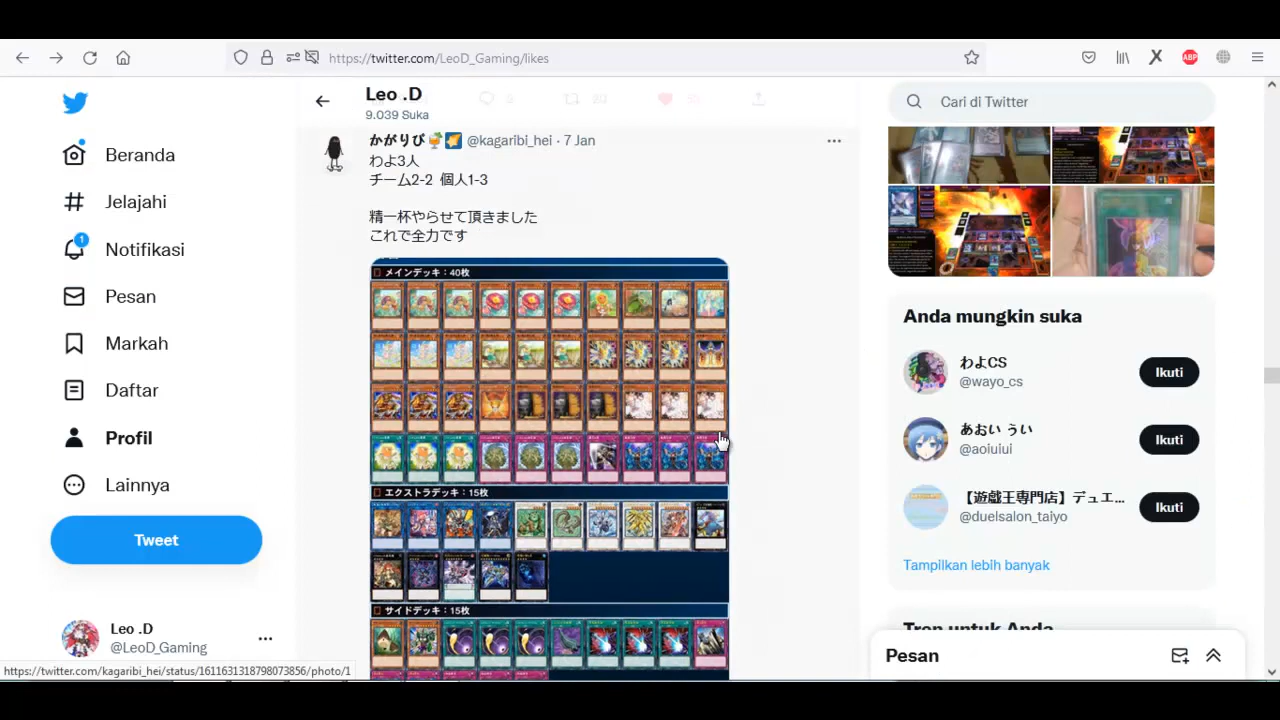 https://twitter.com/LeoD_Gaming/likes
Beranda
Jelajahi
1
Notifikasi
Pesan
Markah
Daftar
Profil
Lainnya
Tweet
Leo .D
@LeoD_Gaming
Leo .D
9.039 Suka
かがりび @kagaribi_hei · 7 Jan
わよ3人
チーム2-2 個人1-3
精一杯やらせて頂きました
これで全力です
メインデッキ：40枚
エクストラデッキ：15枚
サイドデッキ：15枚
Cari di Twitter
Anda mungkin suka
わよCS
@wayo_cs
Ikuti
あおい うい
@aoiuiui
Ikuti
【遊戯王専門店】デュエ...
@duelsalon_taiyo
Ikuti
Tampilkan lebih banyak
Tren untuk Anda
Pesan
https://twitter.com/kagaribi_hei/status/1611631318798073856/photo/1
ABP